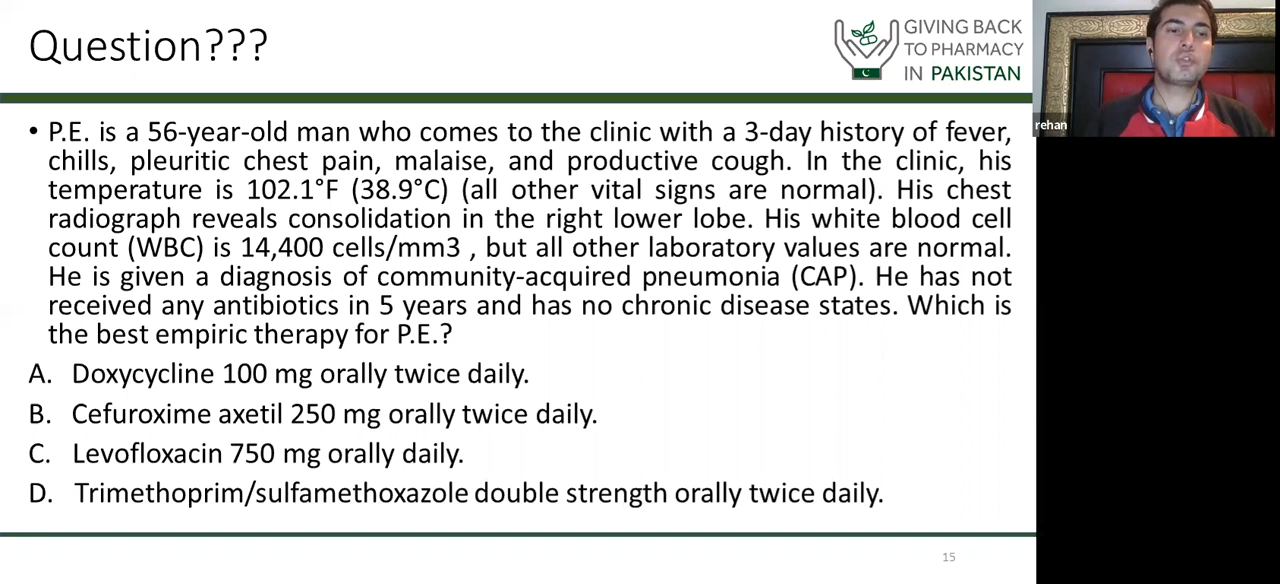 Question???
GIVING BACK
TO PHARMACY
IN PAKISTAN
rehan
• P.E. is a 56-year-old man who comes to the clinic with a 3-day history of fever,
chills, pleuritic chest pain, malaise, and productive cough. In the clinic, his
temperature is 102.1°F (38.9°C) (all other vital signs are normal). His chest
radiograph reveals consolidation in the right lower lobe. His white blood cell
count (WBC) is 14,400 cells/mm3 , but all other laboratory values are normal.
He is given a diagnosis of community-acquired pneumonia (CAP). He has not
received any antibiotics in 5 years and has no chronic disease states. Which is
the best empiric therapy for P.E.?
A. Doxycycline 100 mg orally twice daily.
B. Cefuroxime axetil 250 mg orally twice daily.
C. Levofloxacin 750 mg orally daily.
D. Trimethoprim/sulfamethoxazole double strength orally twice daily.
15